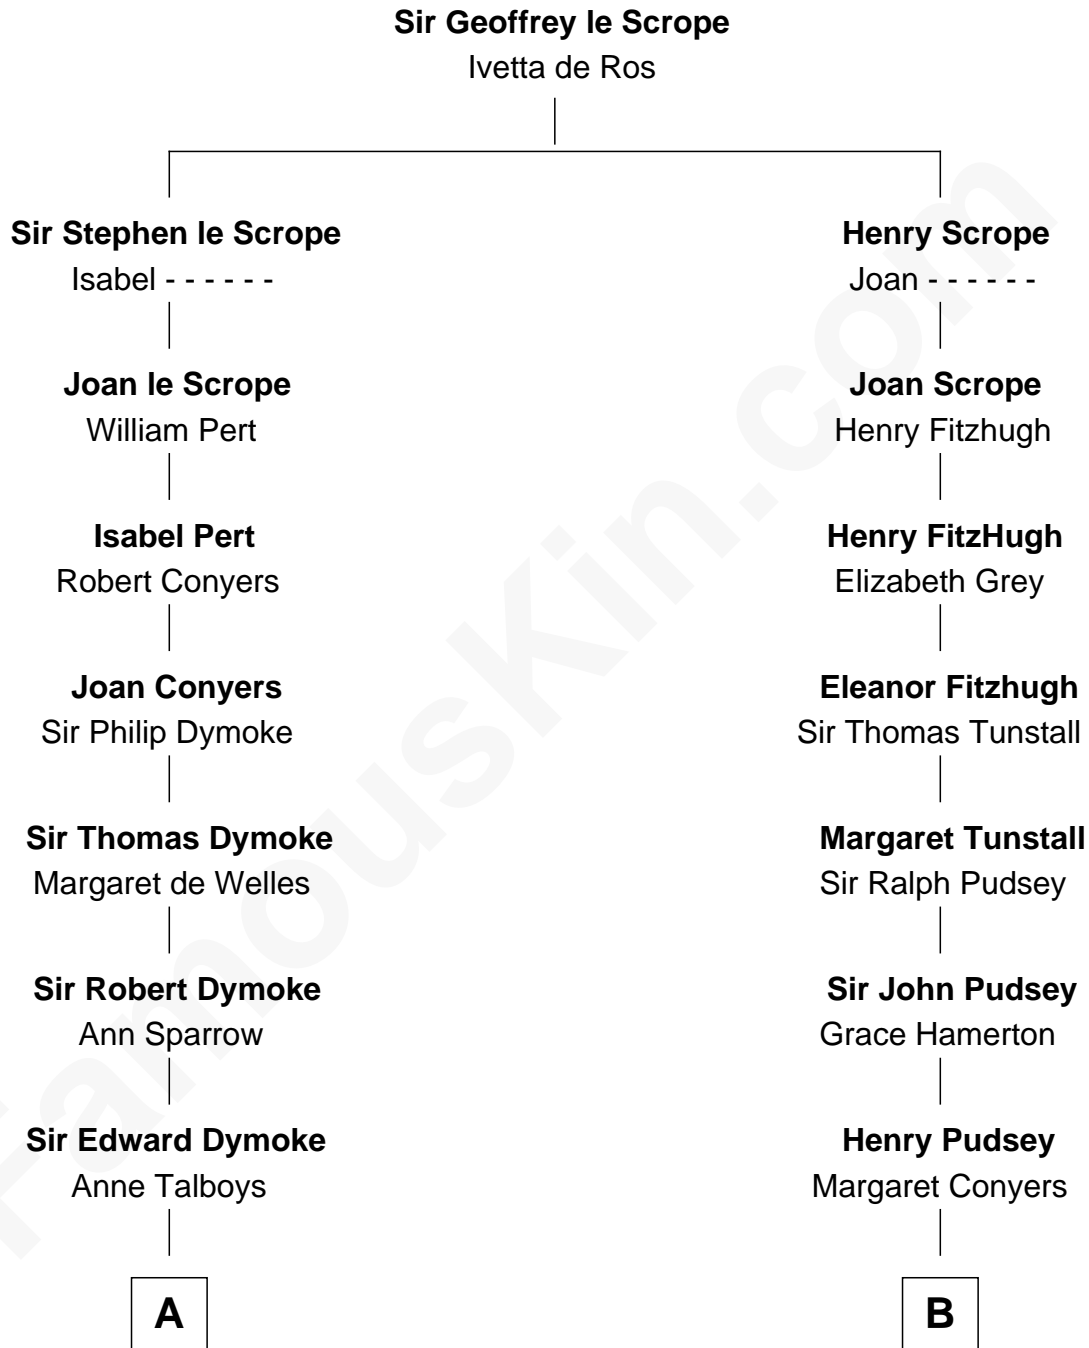 Sir Geoffrey le Scrope
Ivetta de Ros
Sir Stephen le Scrope
Isabel - - - - - -
Henry Scrope
Joan - - - - - -
Joan le Scrope
William Pert
Joan Scrope
Henry Fitzhugh
Isabel Pert
Robert Conyers
Henry FitzHugh
Elizabeth Grey
Joan Conyers
Sir Philip Dymoke
Eleanor Fitzhugh
Sir Thomas Tunstall
Sir Thomas Dymoke
Margaret de Welles
Margaret Tunstall
Sir Ralph Pudsey
Sir Robert Dymoke
Ann Sparrow
Sir John Pudsey
Grace Hamerton
Sir Edward Dymoke
Anne Talboys
Henry Pudsey
Margaret Conyers
A
B
FamousKin.com